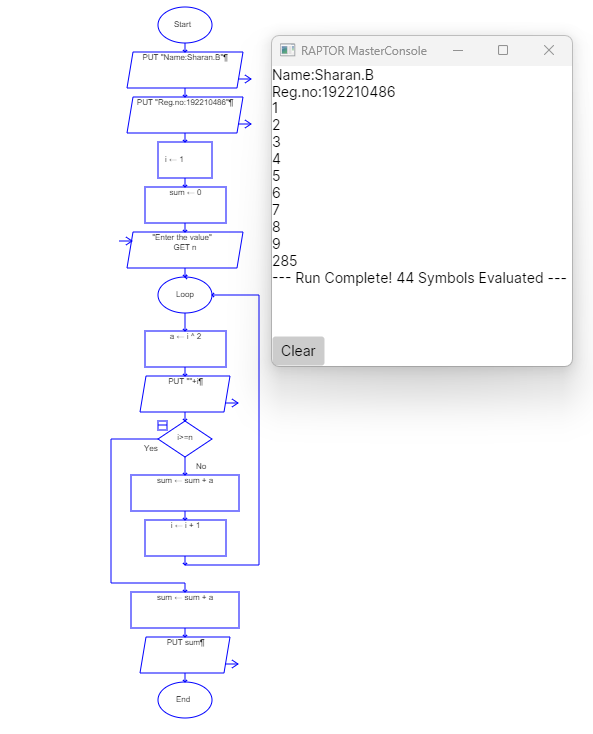 Start
PUT "Name:Sharan.B"¶
PUT "Reg.no:192210486"¶
i ← 1
sum ← 0
"Enter the value"
GET n
Loop
a ← i ^ 2
PUT ""+i¶
i>=n
Yes
No
sum ← sum + a
i ← i + 1
sum ← sum + a
PUT sum¶
End
RAPTOR MasterConsole
Name:Sharan.B
Reg.no:192210486
1
2
3
4
5
6
7
8
9
285
--- Run Complete! 44 Symbols Evaluated ---
Clear